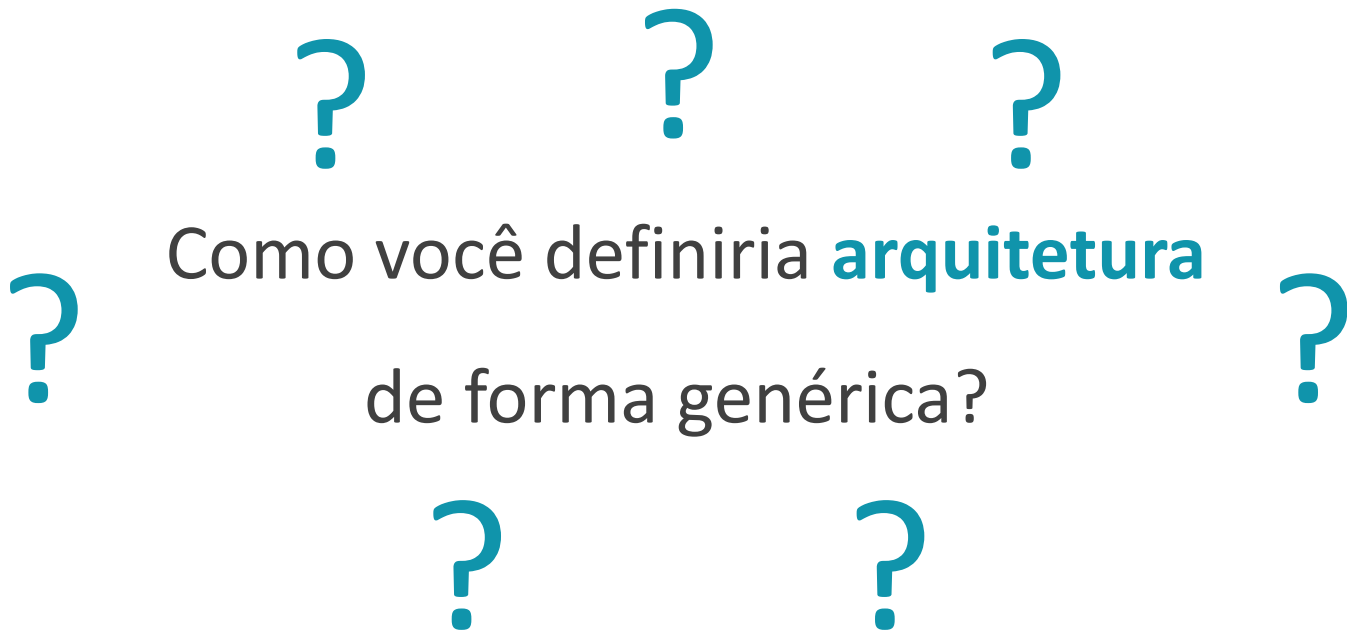 ? ? ?
Como você definiria arquitetura
? ?
de forma genérica?
? ?